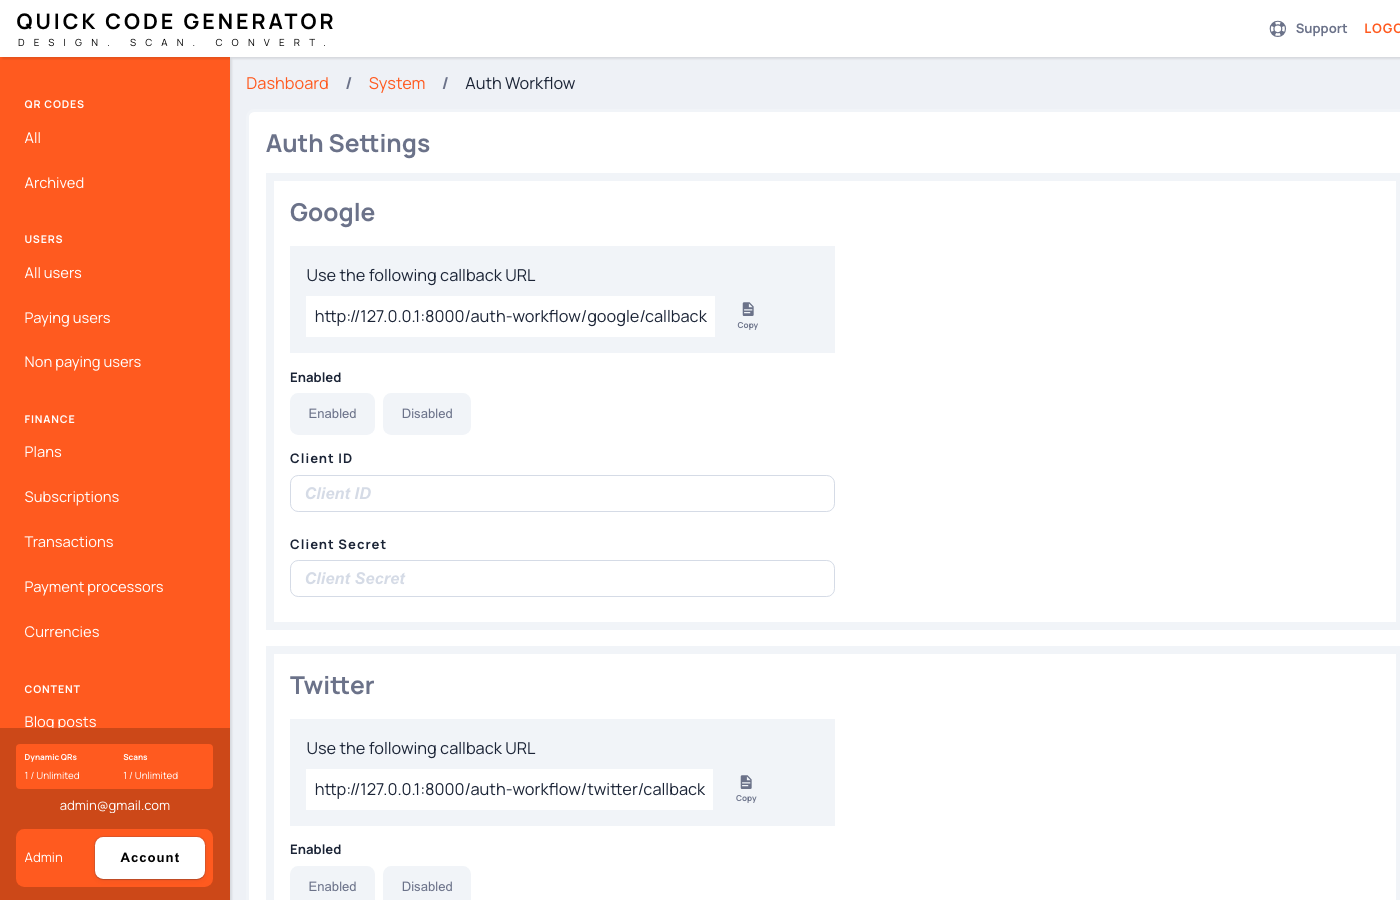 QUICK CODE GENERATOR
DESIGN. SCAN. CONVERT.
Support
Dashboard / System / Auth Workflow
QR CODES
All
Archived
USERS
All users
Paying users
Non paying users
FINANCE
Plans
Subscriptions
Transactions
Payment processors
Currencies
CONTENT
Blog posts
Dynamic QRs
Scans
1 / Unlimited
1 / Unlimited
admin@gmail.com
Admin
Account
Auth Settings
Google
Use the following callback URL
http://127.0.0.1:8000/auth-workflow/google/callback
Copy
Enabled
Enabled
Disabled
Client ID
Client ID
Client Secret
Client Secret
Twitter
Use the following callback URL
http://127.0.0.1:8000/auth-workflow/twitter/callback
Copy
Enabled
Enabled
Disabled